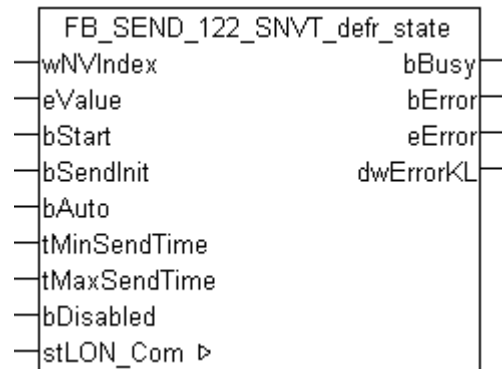 FB_SEND_122_SNVT_defr_state
wNVIndex bBusy
eValue bError
bStart eError
bSendInit dwErrorKL
bAuto
tMinSendTime
tMaxSendTime
bDisabled
stLON_Com ▷